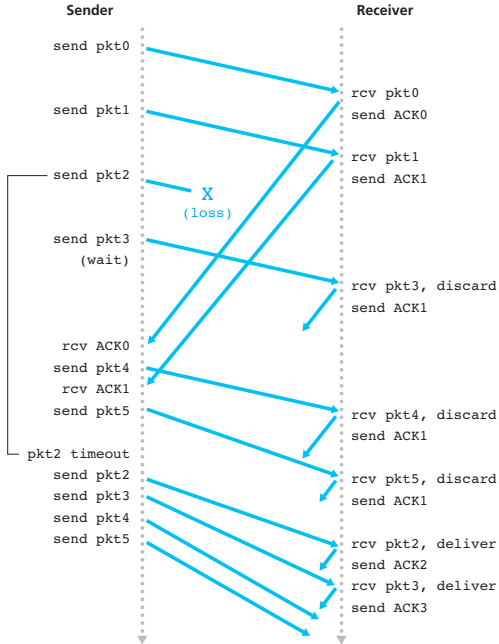 Sender
Receiver
send pkt0
rcv pkt0
send ACK0
send pkt1
rcv pkt1
send ACK1
send pkt2
X
(loss)
send pkt3
(wait)
rcv pkt3, discard
send ACK1
rcv ACK0
send pkt4
rcv ACK1
send pkt5
rcv pkt4, discard
send ACK1
pkt2 timeout
send pkt2
send pkt3
send pkt4
send pkt5
rcv pkt5, discard
send ACK1
rcv pkt2, deliver
send ACK2
rcv pkt3, deliver
send ACK3